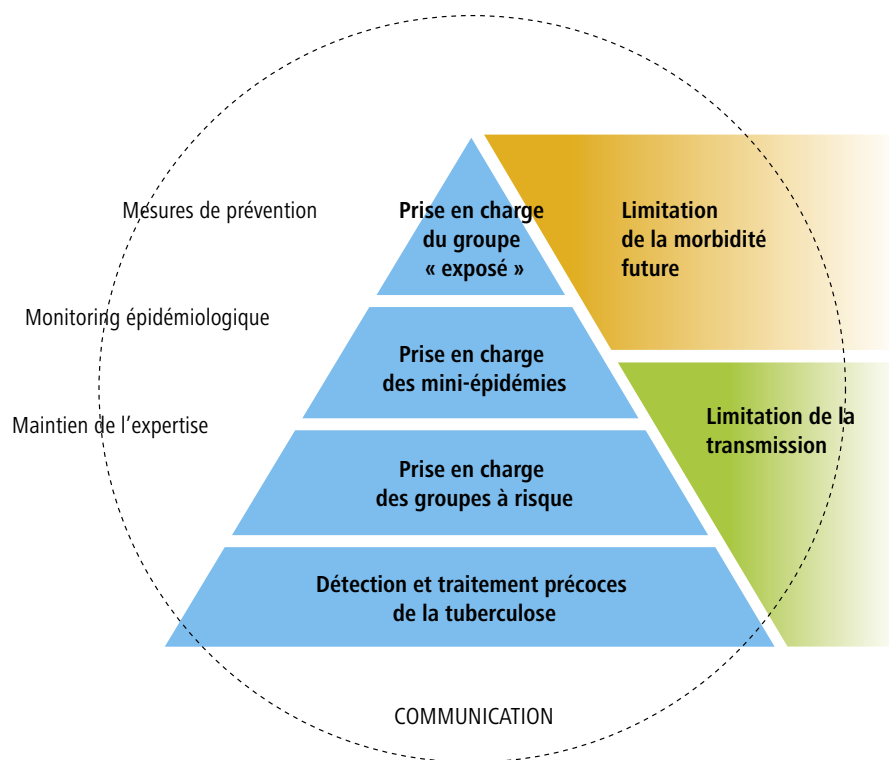 Mesures de prévention
Prise en charge
du groupe
« exposé »
Limitation
de la morbidité
future
Monitoring épidémiologique
Prise en charge
des mini-épidémies
Maintien de l’expertise
Limitation de la
transmission
Prise en charge
des groupes à risque
Détection et traitement précoces
de la tuberculose
COMMUNICATION